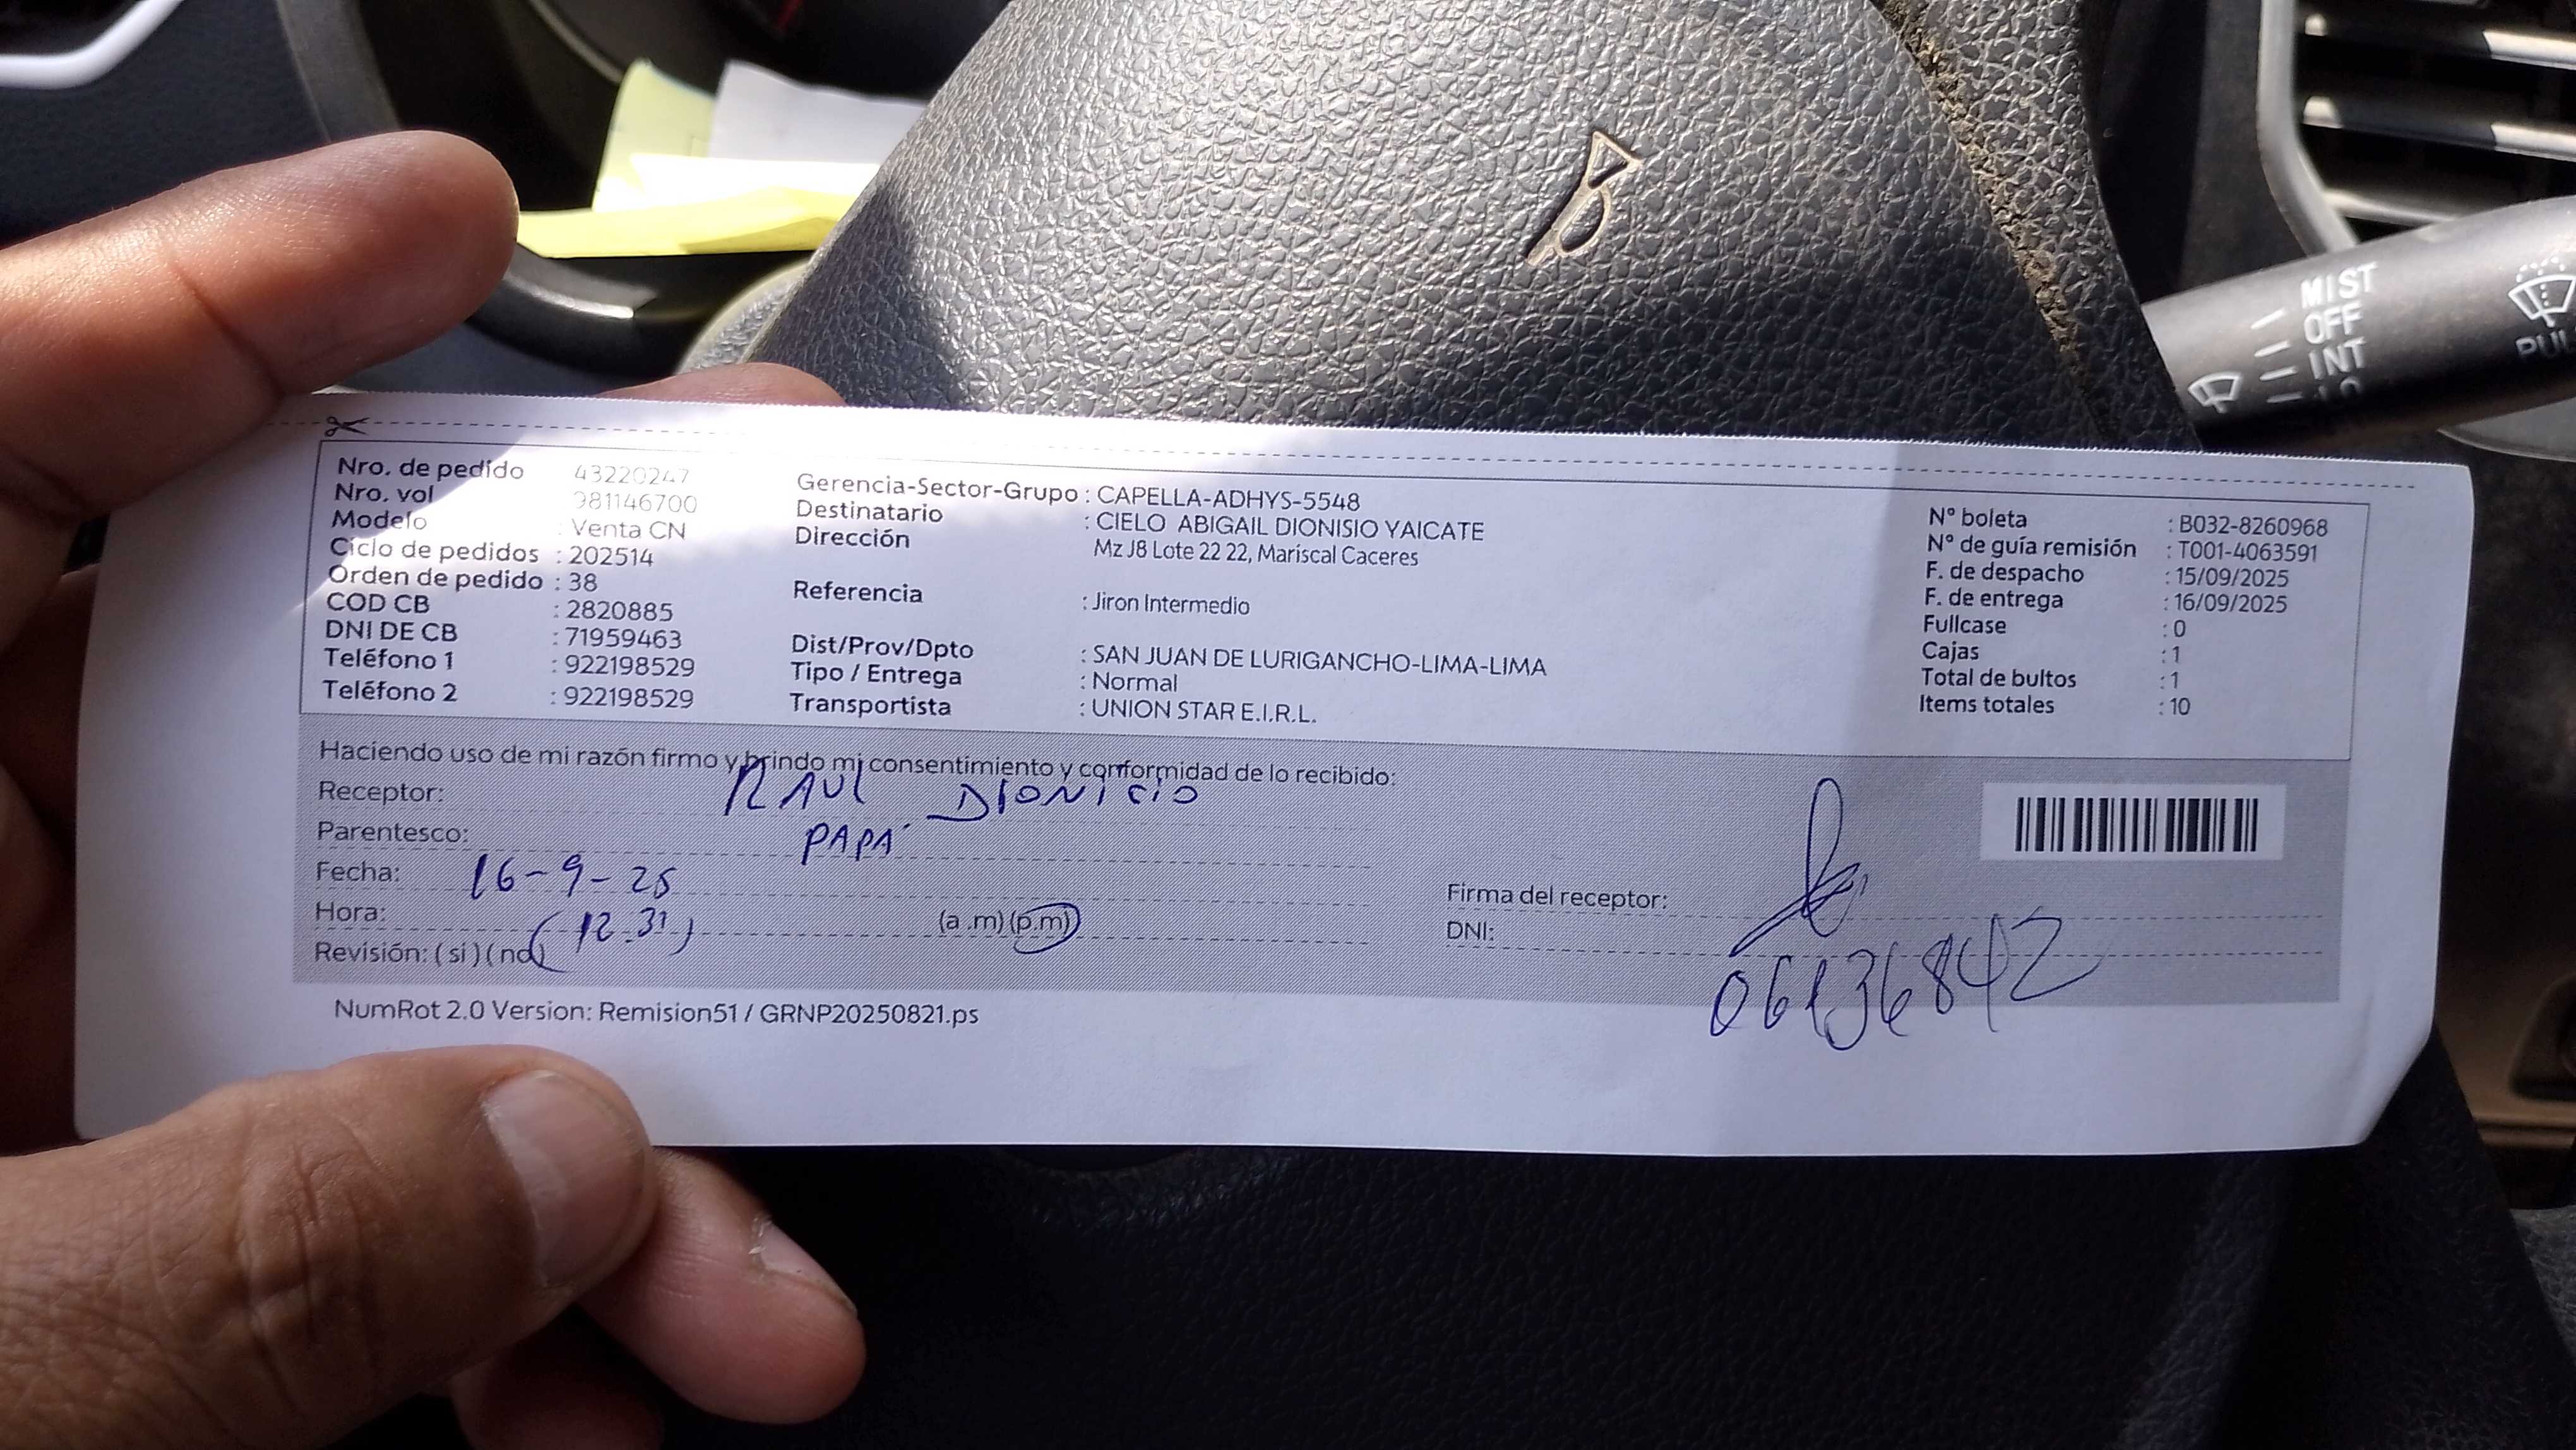 Nro. de pedido 43220247
Nro. vol 981146700
Modelo : Venta CN
Ciclo de pedidos : 202514
Orden de pedido : 38
COD CB : 2820885
DNI DE CB : 71959463
Teléfono 1 : 922198529
Teléfono 2 : 922198529
Gerencia-Sector-Grupo : CAPELLA-ADHYS-5548
Destinatario : CIELO ABIGAIL DIONISIO YAICATE
Dirección Mz J8 Lote 22 22, Mariscal Caceres
Referencia : Jiron Intermedio
Dist/Prov/Dpto : SAN JUAN DE LURIGANCHO-LIMA-LIMA
Tipo / Entrega : Normal
Transportista : UNION STAR E.I.R.L.
N° boleta : B032-8260968
N° de guía remisión : T001-4063591
F. de despacho : 15/09/2025
F. de entrega : 16/09/2025
Fullcase : 0
Cajas : 1
Total de bultos : 1
Items totales : 10
Haciendo uso de mi razón firmo y brindo mi consentimiento y conformidad de lo recibido:
Receptor: RAUL DIONICIO
Parentesco: PAPÁ
Fecha: 16-9-25
Hora: (12:31) (a .m) (p.m)
Revisión: ( si ) ( no )
Firma del receptor:
DNI: 06136842
NumRot 2.0 Version: Remision51 / GRNP20250821.ps
MIST
OFF
INT